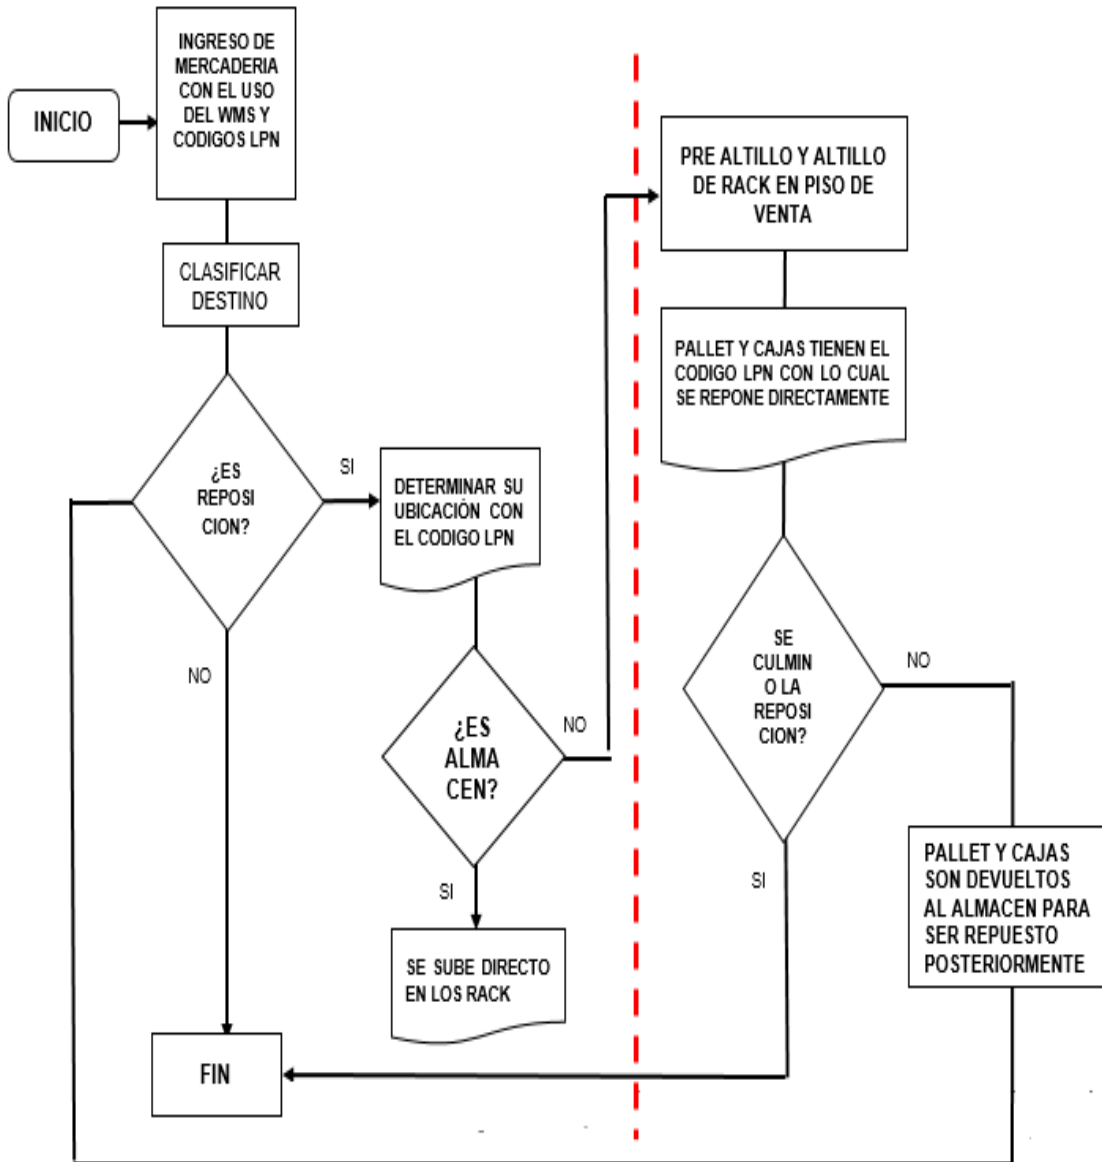 INICIO
INGRESO DE
MERCADERIA
CON EL USO
DEL WMS Y
CODIGOS LPN
CLASIFICAR
DESTINO
¿ES
REPOSI
CION?
SI
NO
DETERMINAR SU
UBICACIÓN CON
EL CODIGO LPN
¿ES
ALMA
CEN?
NO
SI
SE SUBE DIRECTO
EN LOS RACK
FIN
PRE ALTILLO Y ALTILLO
DE RACK EN PISO DE
VENTA
PALLET Y CAJAS TIENEN EL
CODIGO LPN CON LO CUAL
SE REPONE DIRECTAMENTE
SE
CULMIN
O LA
REPOSI
CION?
NO
SI
PALLET Y CAJAS
SON DEVUELTOS
AL ALMACEN PARA
SER REPUESTO
POSTERIORMENTE